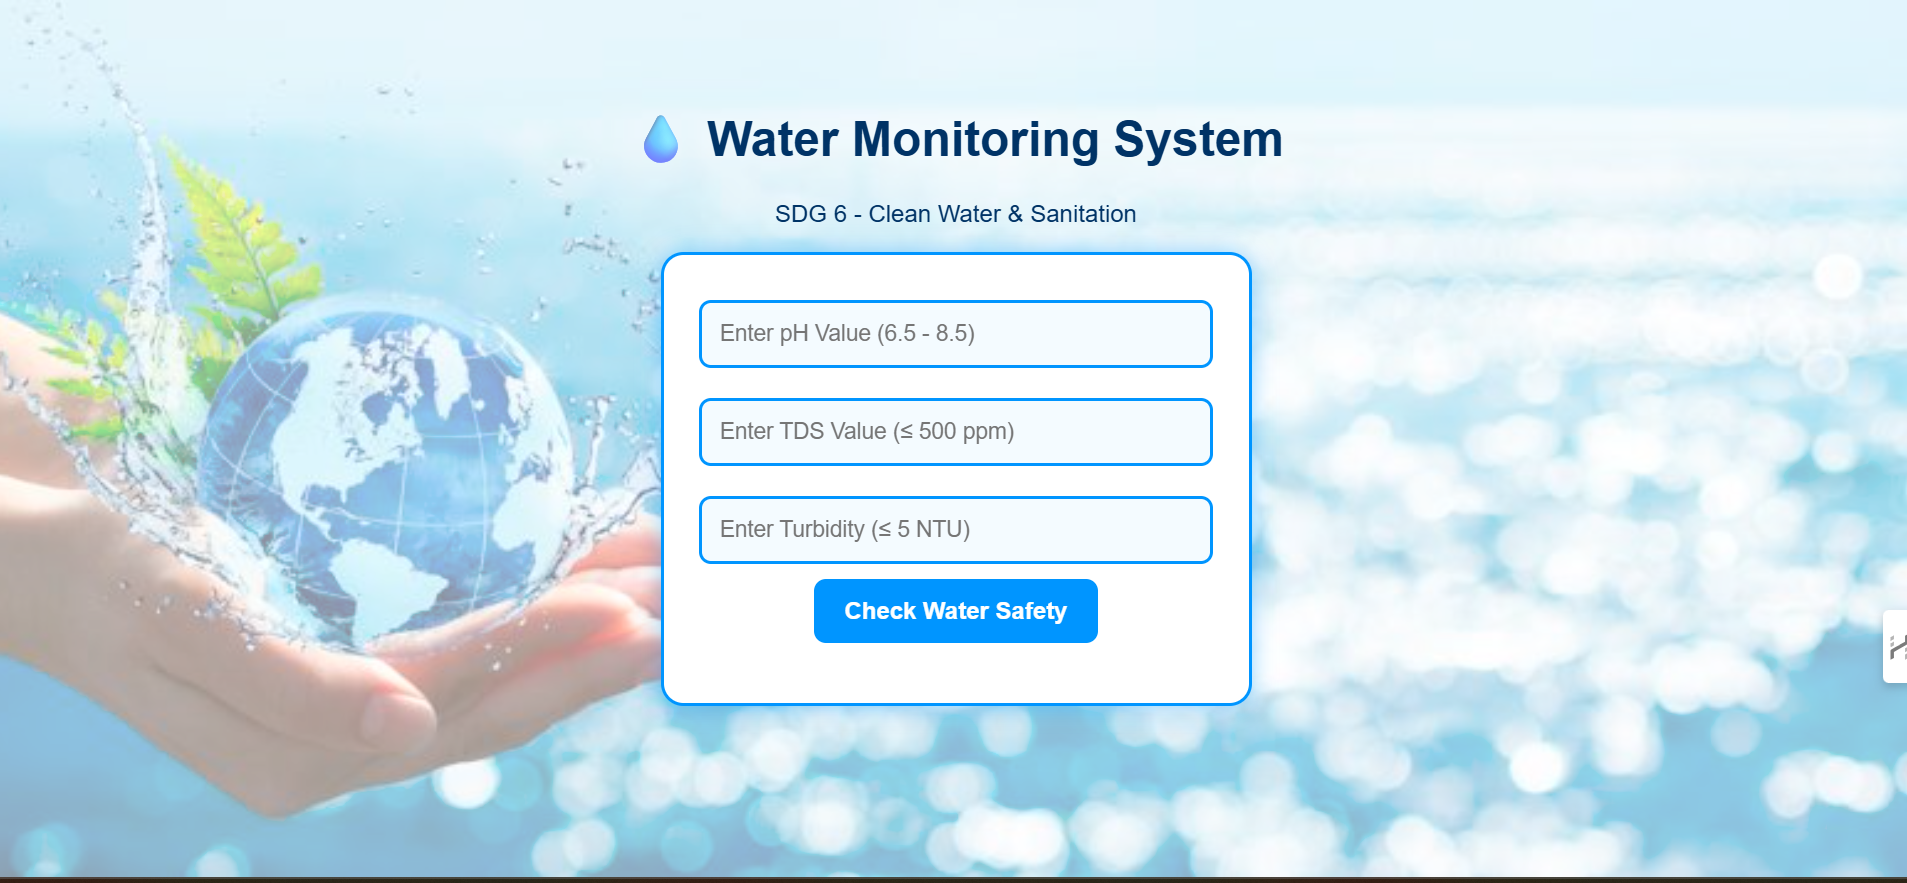 Water Monitoring System
SDG 6 - Clean Water & Sanitation
Enter pH Value (6.5 - 8.5)
Enter TDS Value (≤ 500 ppm)
Enter Turbidity (≤ 5 NTU)
Check Water Safety